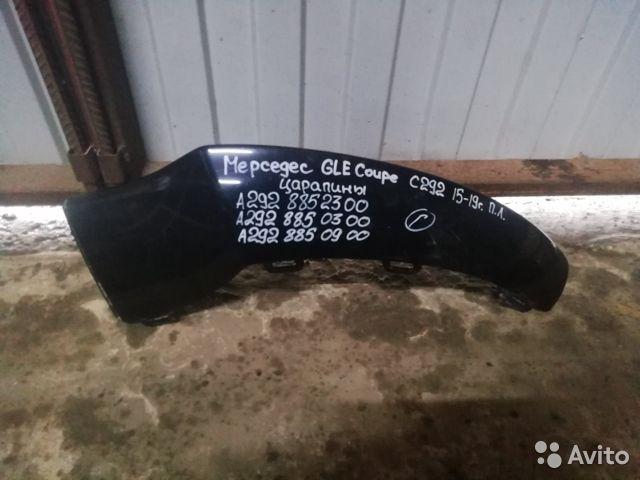 Мерседес GLE Coupe C292 15-19г. П.Л.
царапины
A292 885 23 00
A292 885 03 00
A292 885 09 00
Г
Avito